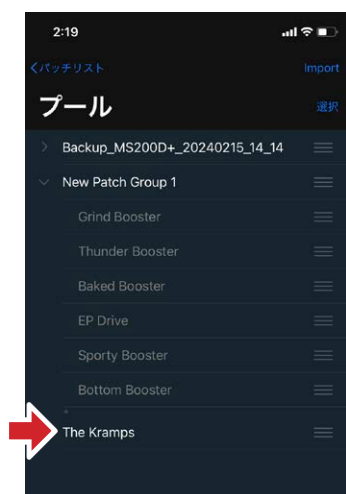 2:19
パッチリスト
Import
プール
選択
Backup_MS200D+_20240215_14_14
New Patch Group 1
Grind Booster
Thunder Booster
Baked Booster
EP Drive
Sporty Booster
Bottom Booster
The Kramps